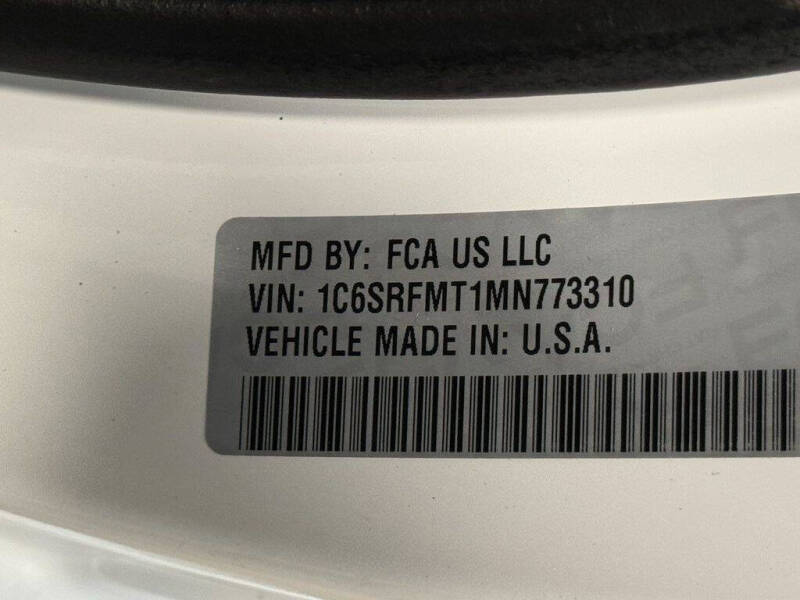 MFD BY: FCA US LLC
VIN: 1C6SRFMT1MN773310
VEHICLE MADE IN: U.S.A.